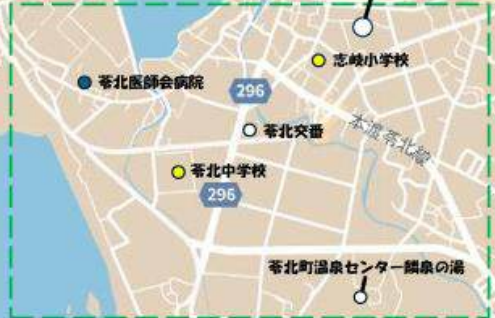 志岐小学校
苓北医師会病院
296
苓北交番
本渡苓北線
苓北中学校
296
苓北町温泉センター麟泉の湯